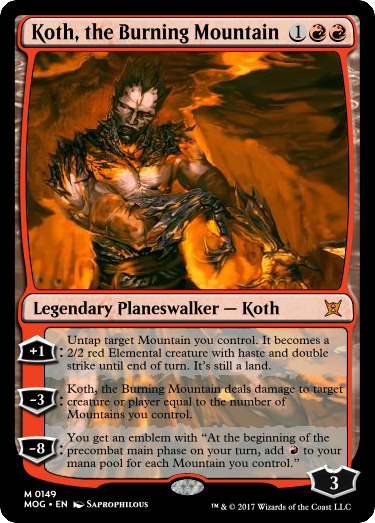 Koth, the Burning Mountain 1
Legendary Planeswalker — Koth
+1 : Untap target Mountain you control. It becomes a
2/2 red Elemental creature with haste and double
strike until end of turn. It's still a land.
-3 : Koth, the Burning Mountain deals damage to target
creature or player equal to the number of
Mountains you control.
-8 : You get an emblem with “At the beginning of the
precombat main phase on your turn, add to your
mana pool for each Mountain you control.”
3
M 0149
MOG • EN Saprophilous
™ & © 2017 Wizards of the Coast LLC